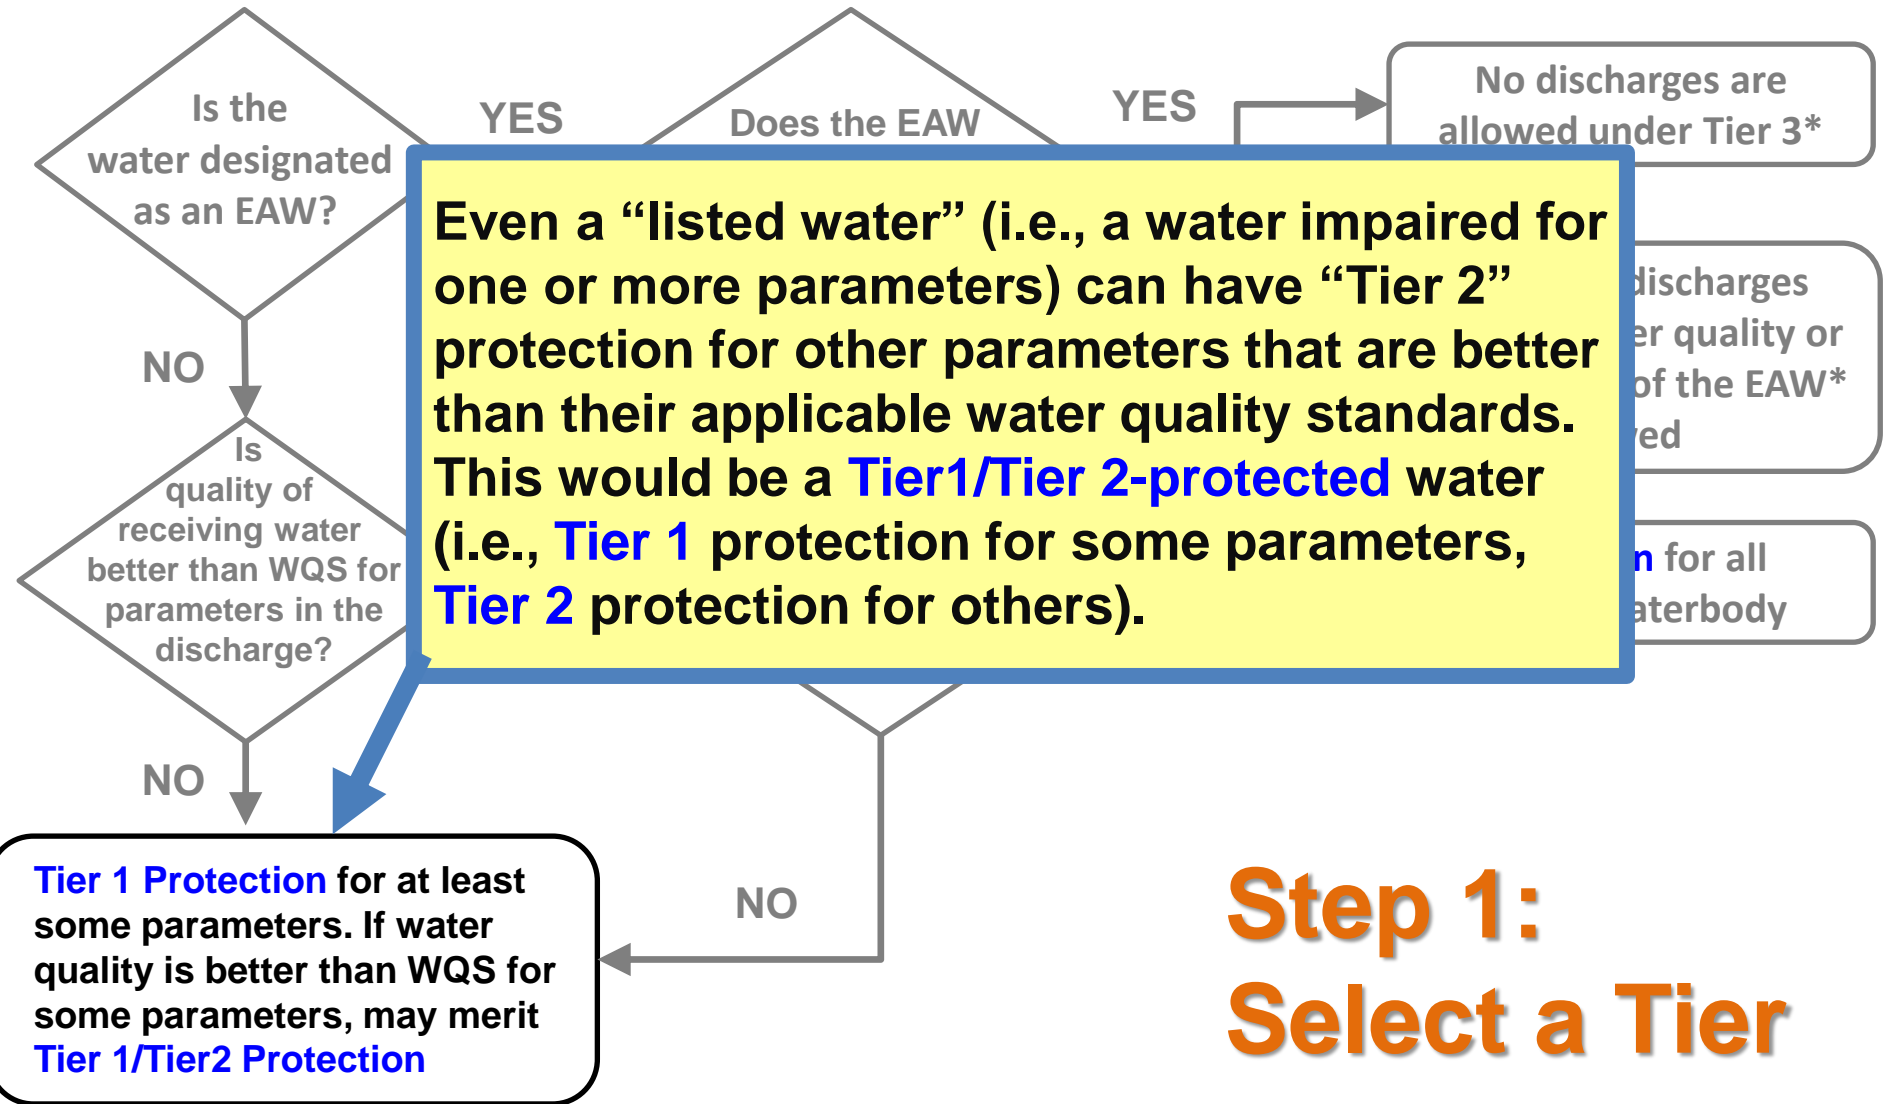 Is the
water designated
as an EAW?
YES
Does the EAW
YES
No discharges are
allowed under Tier 3*
Even a “listed water” (i.e., a water impaired for
one or more parameters) can have “Tier 2”
protection for other parameters that are better
than their applicable water quality standards.
This would be a Tier1/Tier 2-protected water
(i.e., Tier 1 protection for some parameters,
Tier 2 protection for others).
discharges
quality or
of the EAW*
for all
NO
Is
quality of
receiving water
better than WQS for
parameters in the
discharge?
NO
Tier 1 Protection for at least
some parameters. If water
quality is better than WQS for
some parameters, may merit
Tier 1/Tier2 Protection
NO
Step 1:
Select a Tier